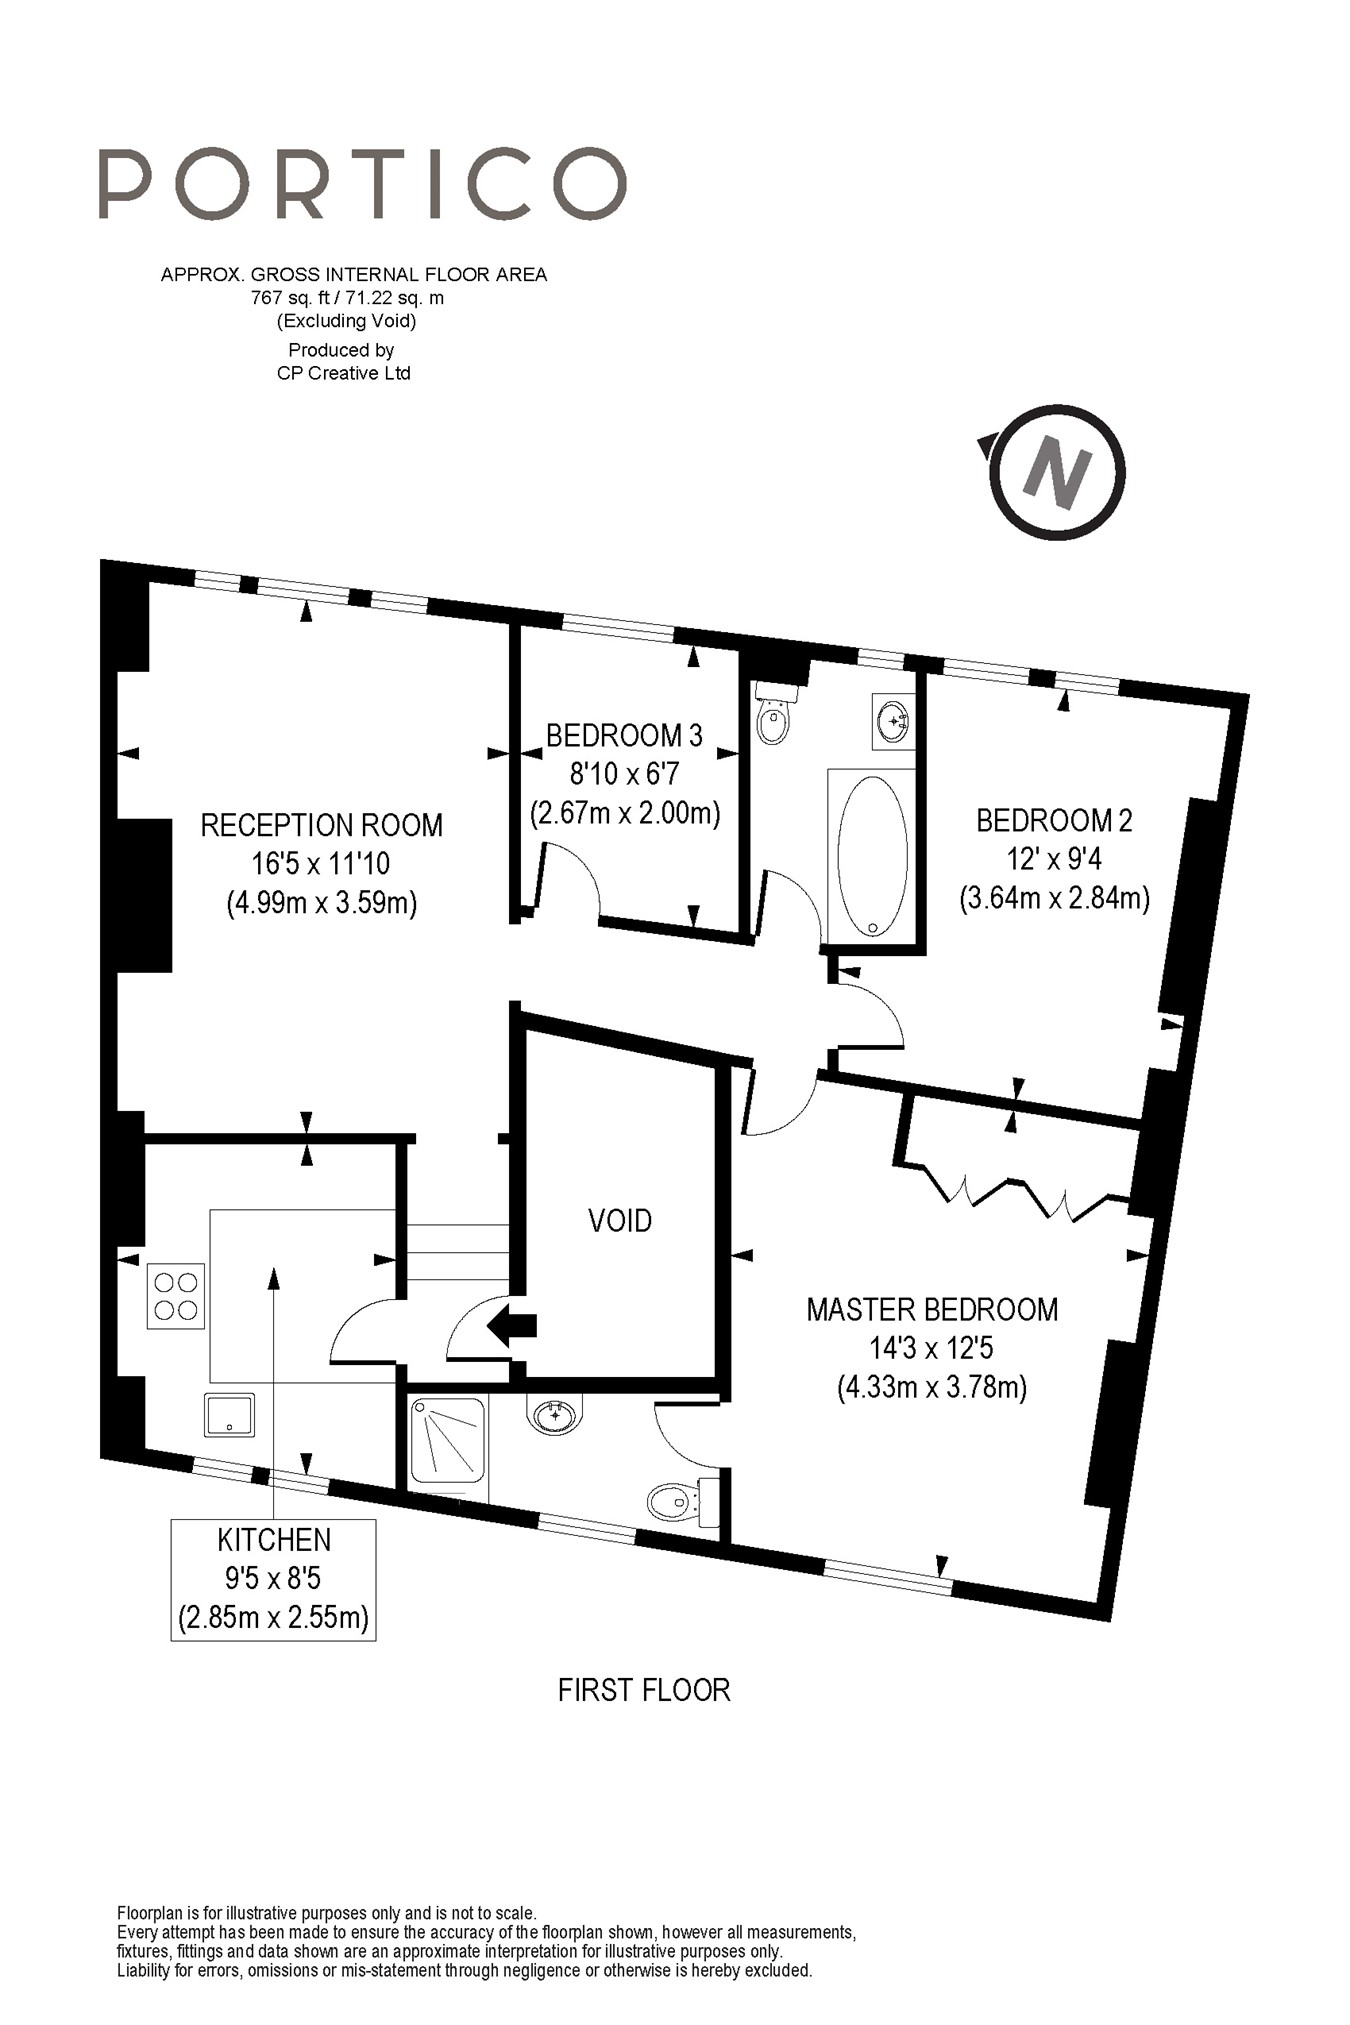 PORTICO
APPROX. GROSS INTERNAL FLOOR AREA
767 sq. ft / 71.22 sq. m
(Excluding Void)
Produced by
CP Creative Ltd
N
BEDROOM 3
8'10 x 6'7
(2.67m x 2.00m)
RECEPTION ROOM
16'5 x 11'10
(4.99m x 3.59m)
BEDROOM 2
12' x 9'4
(3.64m x 2.84m)
VOID
MASTER BEDROOM
14'3 x 12'5
(4.33m x 3.78m)
KITCHEN
9'5 x 8'5
(2.85m x 2.55m)
FIRST FLOOR
Floorplan is for illustrative purposes only and is not to scale.
Every attempt has been made to ensure the accuracy of the floorplan shown, however all measurements,
fixtures, fittings and data shown are an approximate interpretation for illustrative purposes only.
Liability for errors, omissions or mis-statement through negligence or otherwise is hereby excluded.